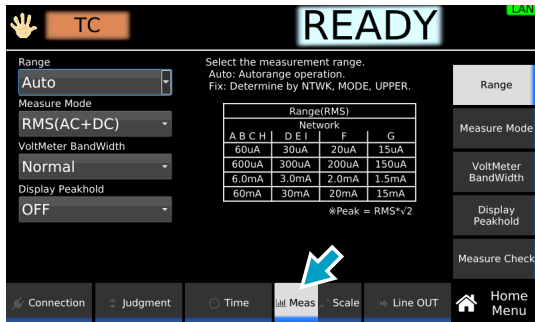 TC
READY
LAN
Range
Auto
Measure Mode
RMS(AC+DC)
VoltMeter BandWidth
Normal
Display Peakhold
OFF
Select the measurement range.
Auto: Autorange operation.
Fix: Determine by NTWK, MODE, UPPER.
Range(RMS)
Network
A B C H D E I F G
60uA 30uA 20uA 15uA
600uA 300uA 200uA 150uA
6.0mA 3.0mA 2.0mA 1.5mA
60mA 30mA 20mA 15mA
※Peak = RMS*√2
Range
Measure Mode
VoltMeter
BandWidth
Display
Peakhold
Measure Check
Connection
Judgment
Time
Meas
Scale
Line OUT
Home
Menu